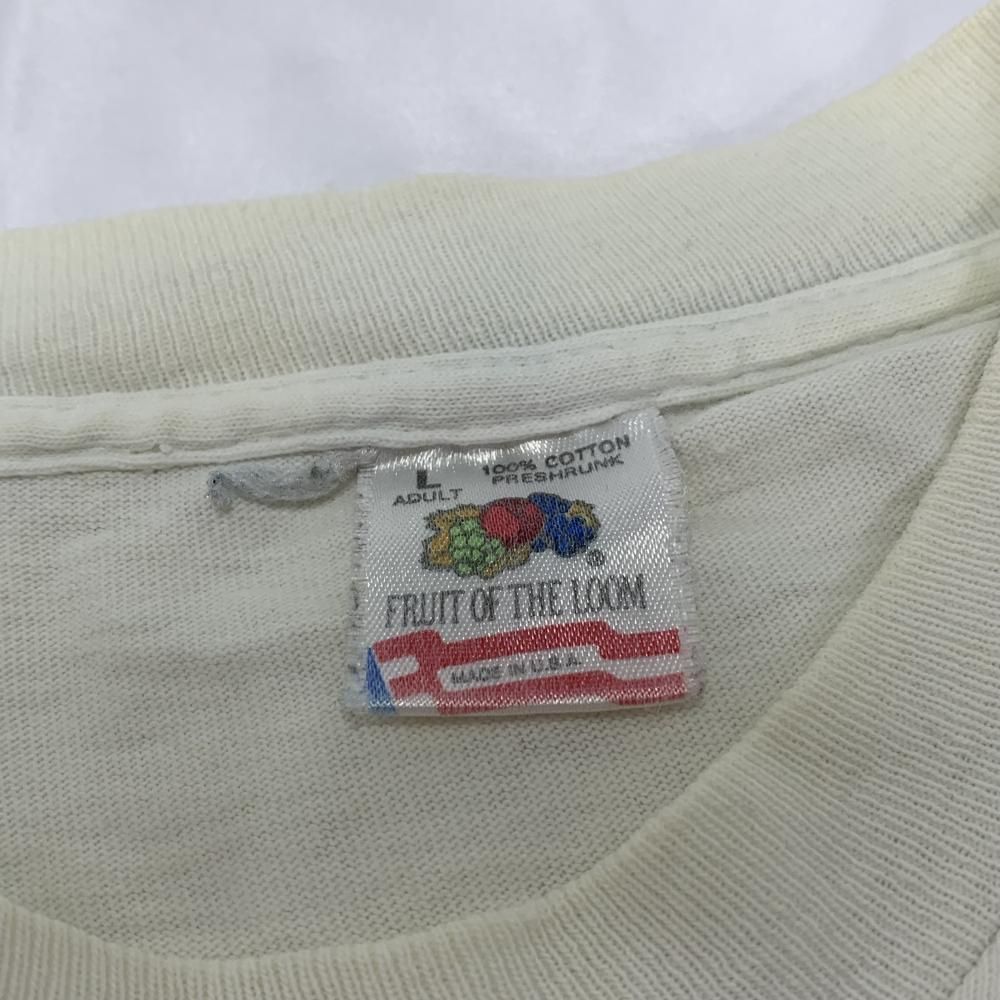 L 100% COTTON
ADULT PRESHRUNK
®
FRUIT OF THE LOOM
MADE IN U.S.A.